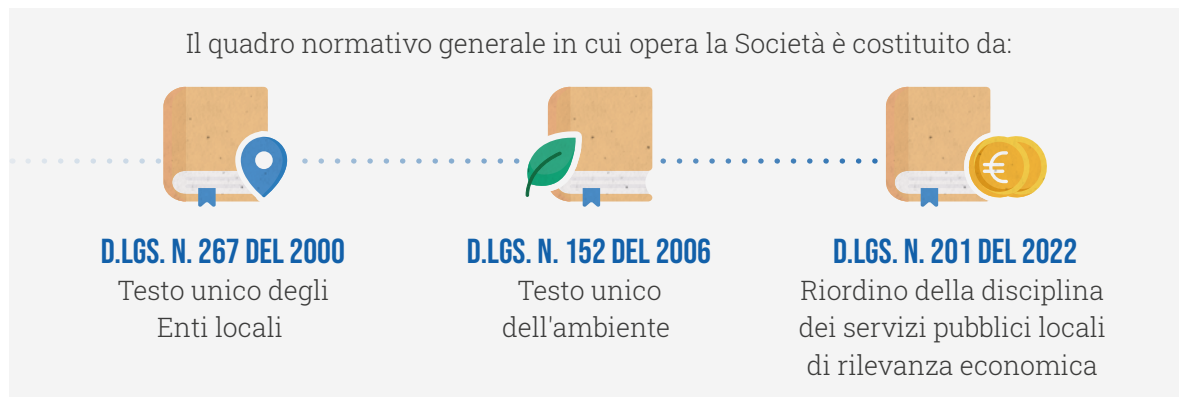 Il quadro normativo generale in cui opera la Società è costituito da:
€
D.LGS. N. 267 DEL 2000
Testo unico degli
Enti locali
D.LGS. N. 152 DEL 2006
Testo unico
dell'ambiente
D.LGS. N. 201 DEL 2022
Riordino della disciplina
dei servizi pubblici locali
di rilevanza economica